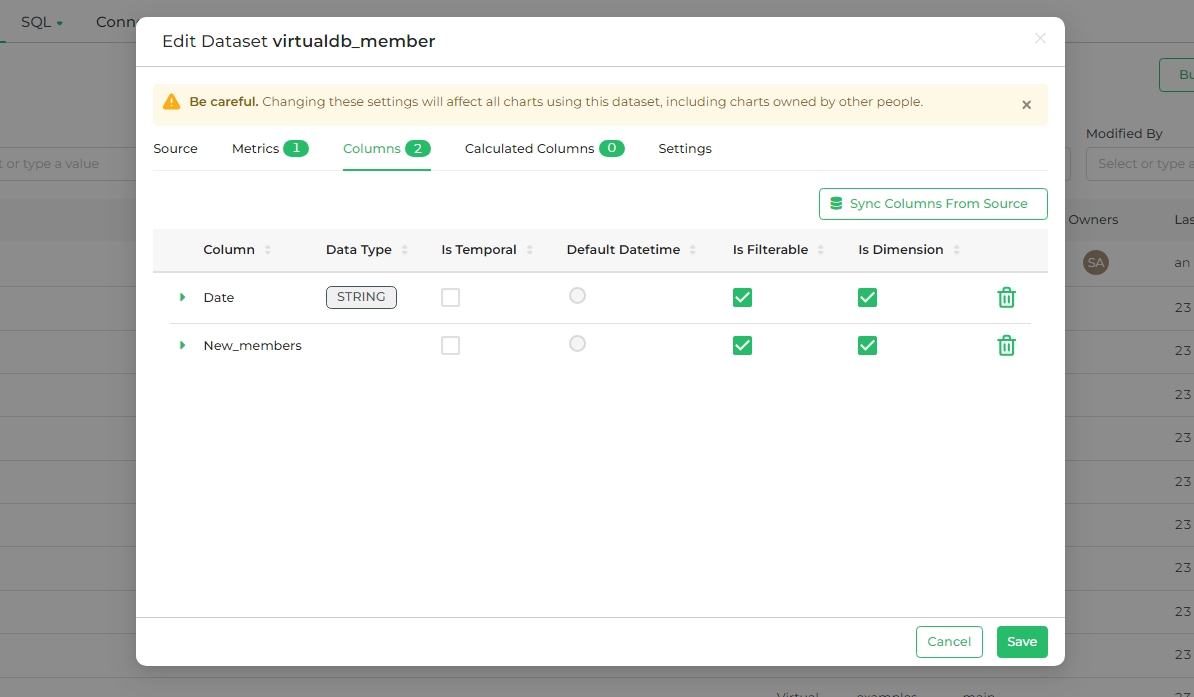 SQL Conn
Edit Dataset virtualdb_member
Bu
Be careful. Changing these settings will affect all charts using this dataset, including charts owned by other people.
Modified By
Source Metrics 1 Columns 2 Calculated Columns 0 Settings
t or type a value
Select or type a
Sync Columns From Source
Owners Las
Column Data Type Is Temporal Default Datetime Is Filterable Is Dimension
SA an
Date STRING
23
New_members
23
23
23
23
23
23
23
Cancel Save
23
Virtual examples main 23